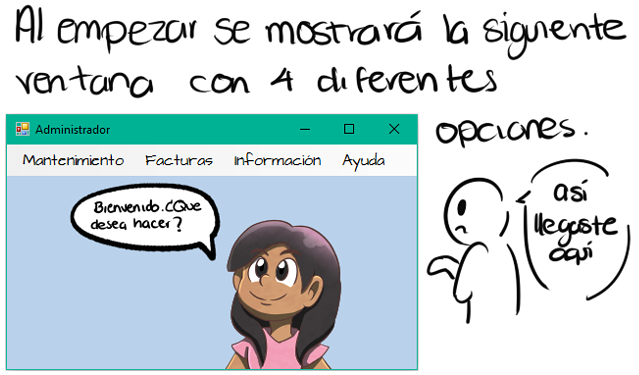 Al empezar se mostrará la siguiente
ventana con 4 diferentes
opciones.
Administrador
Mantenimiento Facturas Información Ayuda
Bienvenido.¿Que
desea hacer?
así
llegaste
aquí